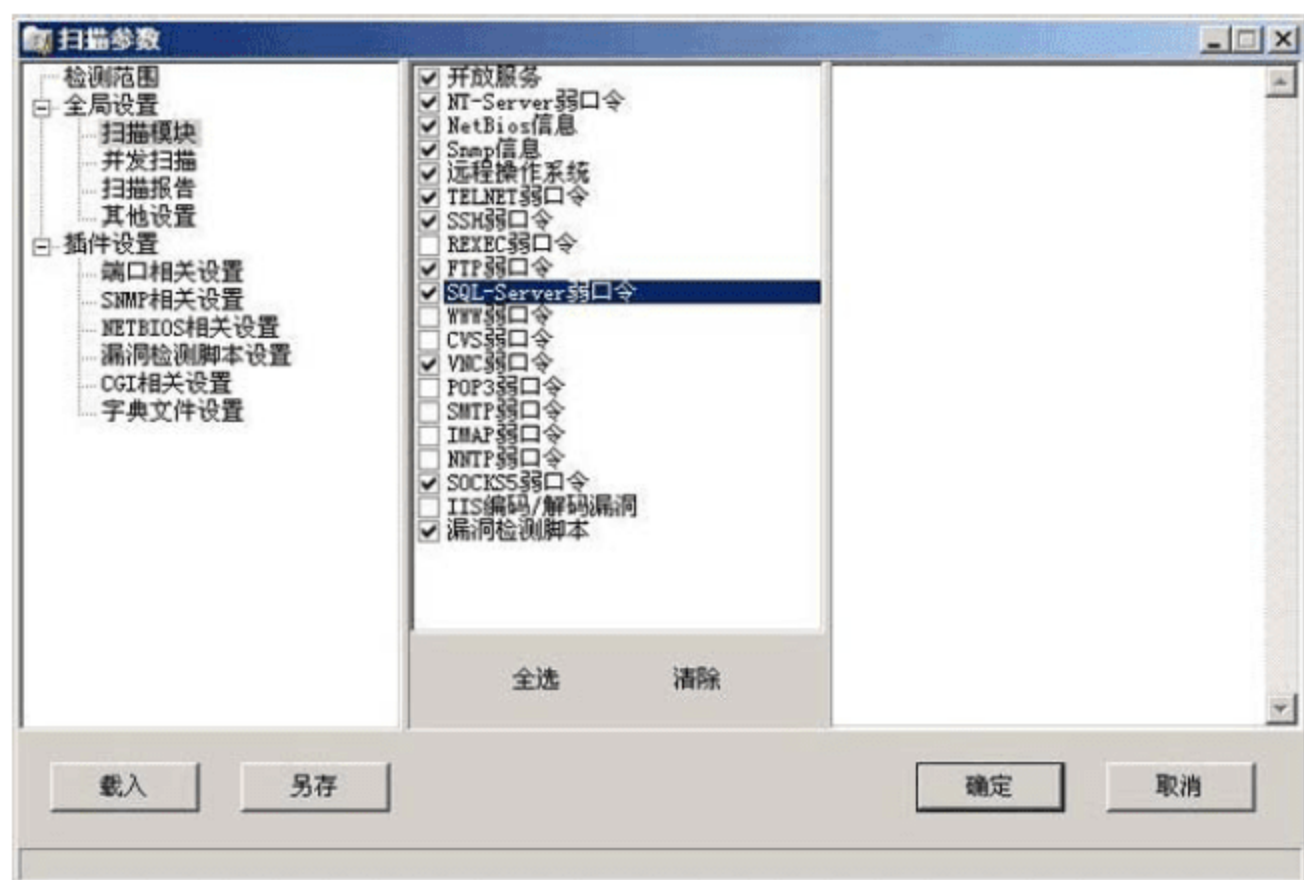 扫描参数
检测范围
全局设置
扫描模块
并发扫描
扫描报告
其他设置
插件设置
端口相关设置
SNMP相关设置
NETBIOS相关设置
漏洞检测脚本设置
CGI相关设置
字典文件设置
开放服务
NT-Server弱口令
NetBios信息
Snmp信息
远程操作系统
TELNET弱口令
SSH弱口令
REXEC弱口令
FTP弱口令
SQL-Server弱口令
WWW弱口令
CVS弱口令
VNC弱口令
POP3弱口令
SMTP弱口令
IMAP弱口令
NNTP弱口令
SOCKS5弱口令
IIS编码/解码漏洞
漏洞检测脚本
全选 清除
载入 另存 确定 取消